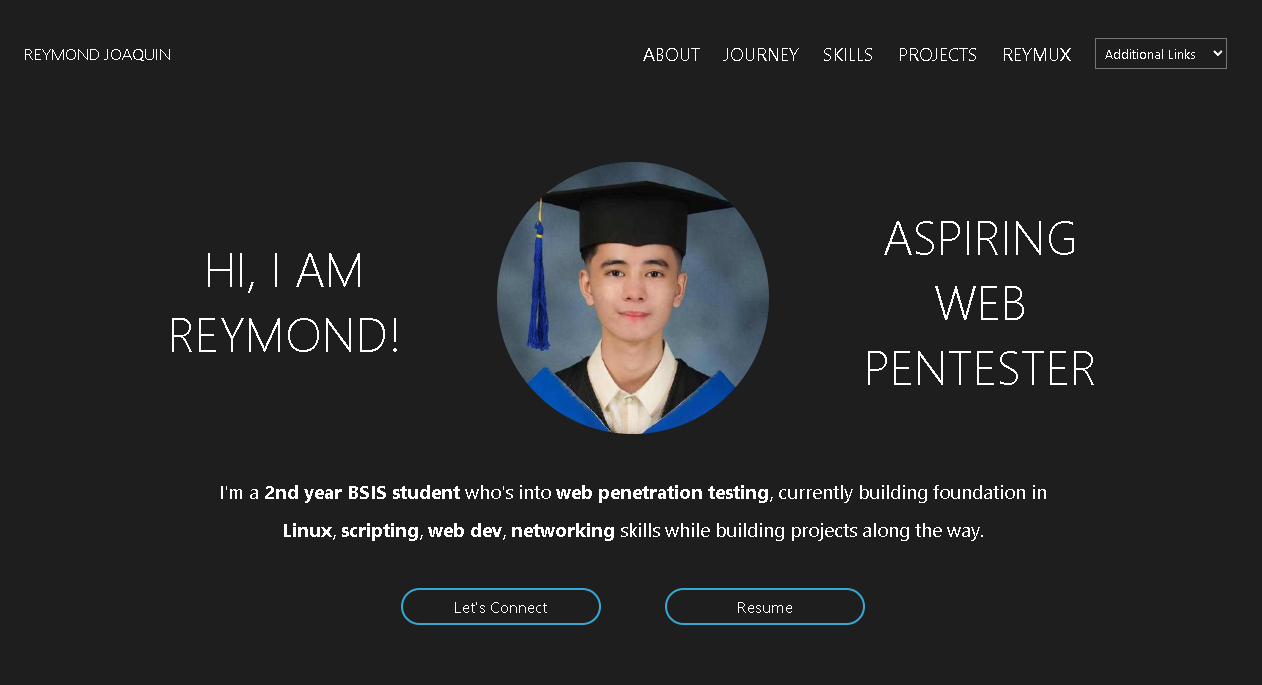 REYMOND JOAQUIN
ABOUT JOURNEY SKILLS PROJECTS REYMUX Additional Links
HI, I AM
REYMOND!
ASPIRING
WEB
PENTESTER
I'm a 2nd year BSIS student who's into web penetration testing, currently building foundation in
Linux, scripting, web dev, networking skills while building projects along the way.
Let's Connect
Resume